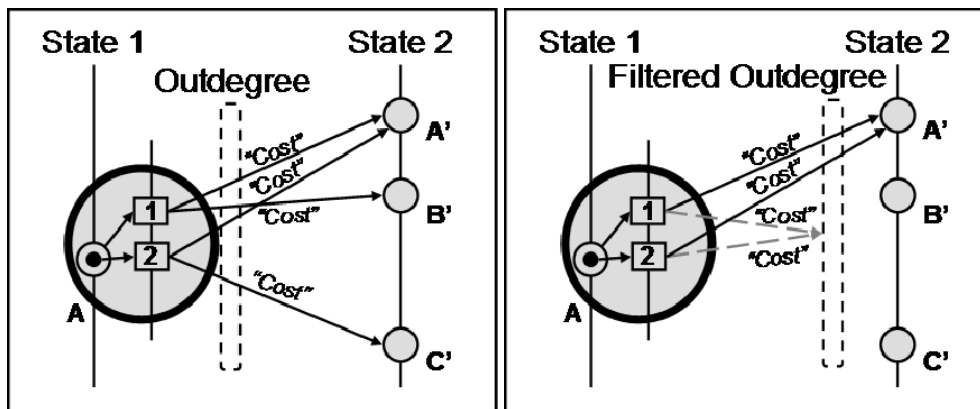 State 1 State 2
Outdegree
"Cost"
"Cost"
"Cost"
"Cost"
1
2
A
A'
B'
C'
State 1 State 2
Filtered Outdegree
"Cost"
"Cost"
"Cost"
"Cost"
1
2
A
A'
B'
C'